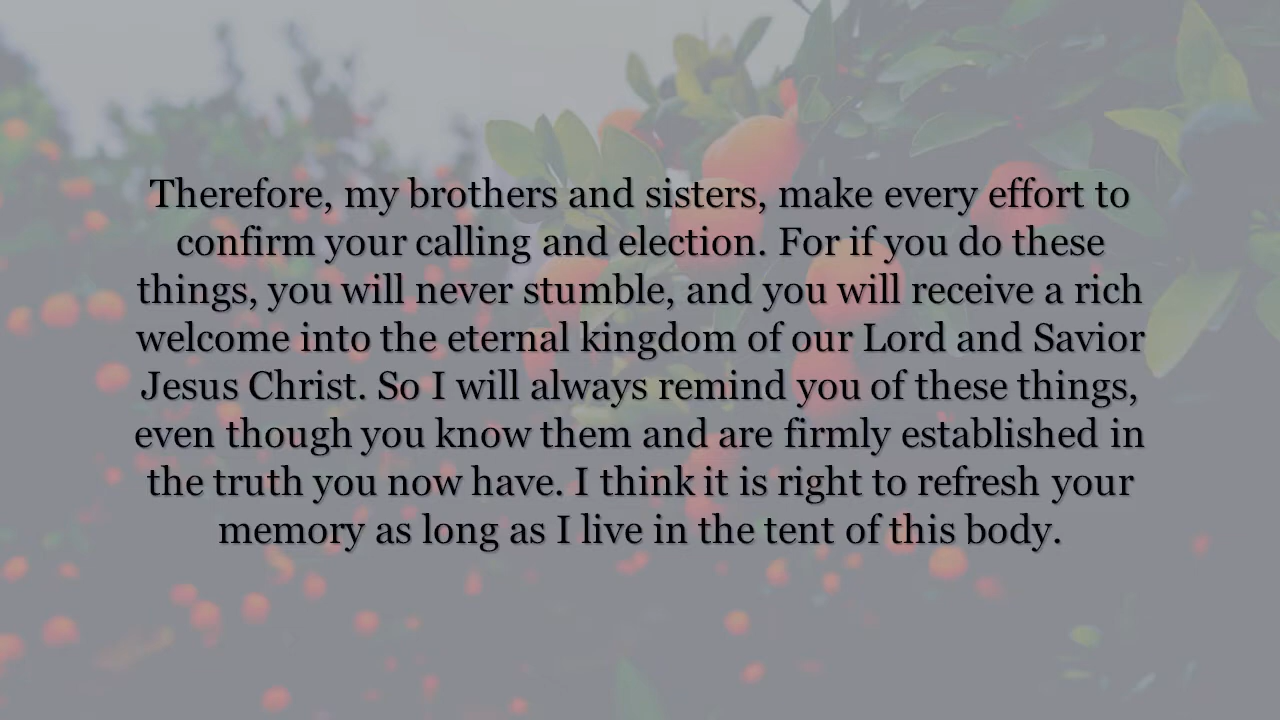 Therefore, my brothers and sisters, make every effort to
confirm your calling and election. For if you do these
things, you will never stumble, and you will receive a rich
welcome into the eternal kingdom of our Lord and Savior
Jesus Christ. So I will always remind you of these things,
even though you know them and are firmly established in
the truth you now have. I think it is right to refresh your
memory as long as I live in the tent of this body.